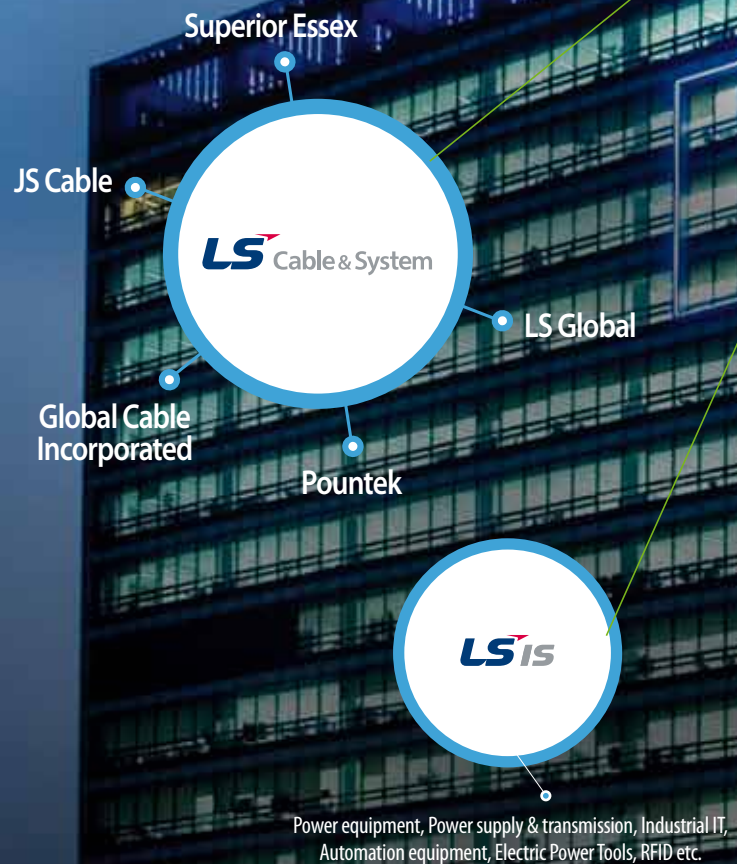 Superior Essex
JS Cable
LS Cable & System
LS Global
Global Cable
Incorporated
Pountek
LS IS
Power equipment, Power supply & transmission, Industrial IT,
Automation equipment, Electric Power Tools, RFID etc.